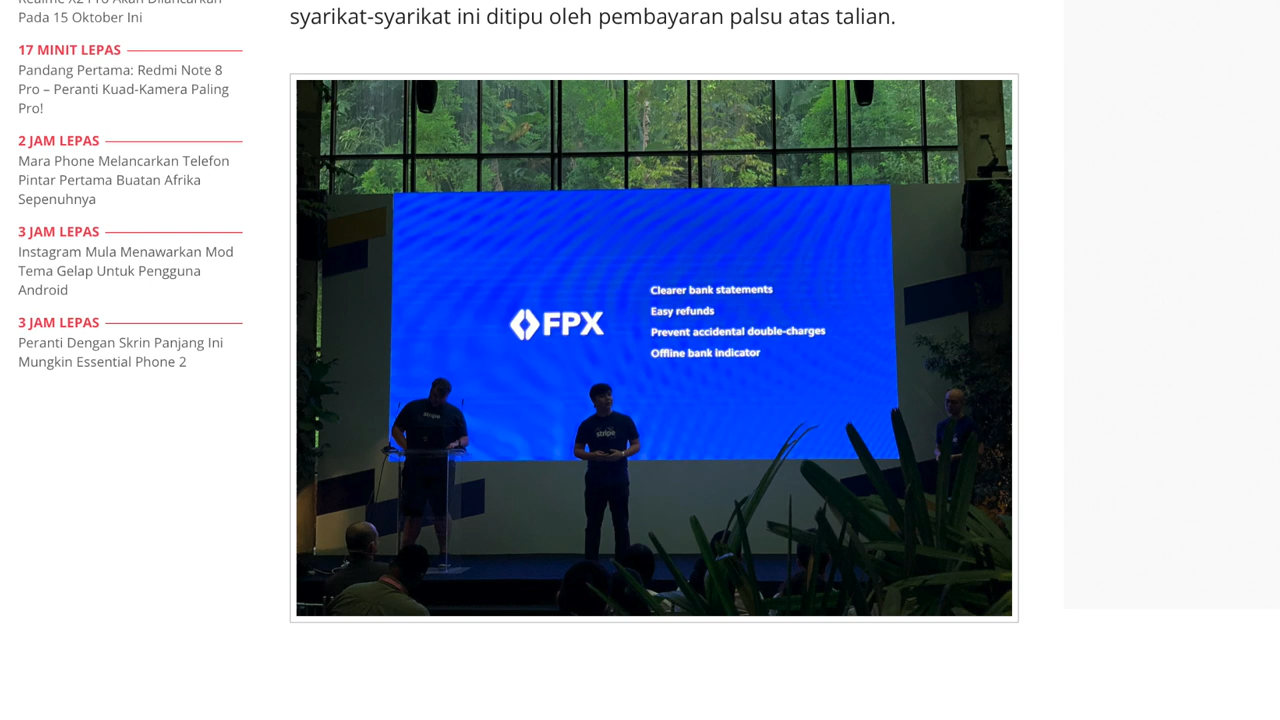 Pada 15 Oktober Ini
17 MINIT LEPAS
Pandang Pertama: Redmi Note 8
Pro – Peranti Kuad-Kamera Paling
Pro!
2 JAM LEPAS
Mara Phone Melancarkan Telefon
Pintar Pertama Buatan Afrika
Sepenuhnya
3 JAM LEPAS
Instagram Mula Menawarkan Mod
Tema Gelap Untuk Pengguna
Android
3 JAM LEPAS
Peranti Dengan Skrin Panjang Ini
Mungkin Essential Phone 2
syarikat-syarikat ini ditipu oleh pembayaran palsu atas talian.
FPX
Clearer bank statements
Easy refunds
Prevent accidental double-charges
Offline bank indicator
stripe
stripe